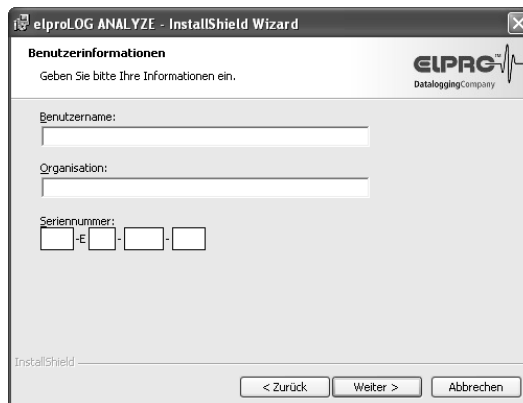 elproLOG ANALYZE - InstallShield Wizard
Benutzerinformationen
Geben Sie bitte Ihre Informationen ein.
ELPRO™
DataloggingCompany
Benutzername:
Organisation:
Seriennummer:
-E - -
InstallShield
< Zurück
Weiter >
Abbrechen